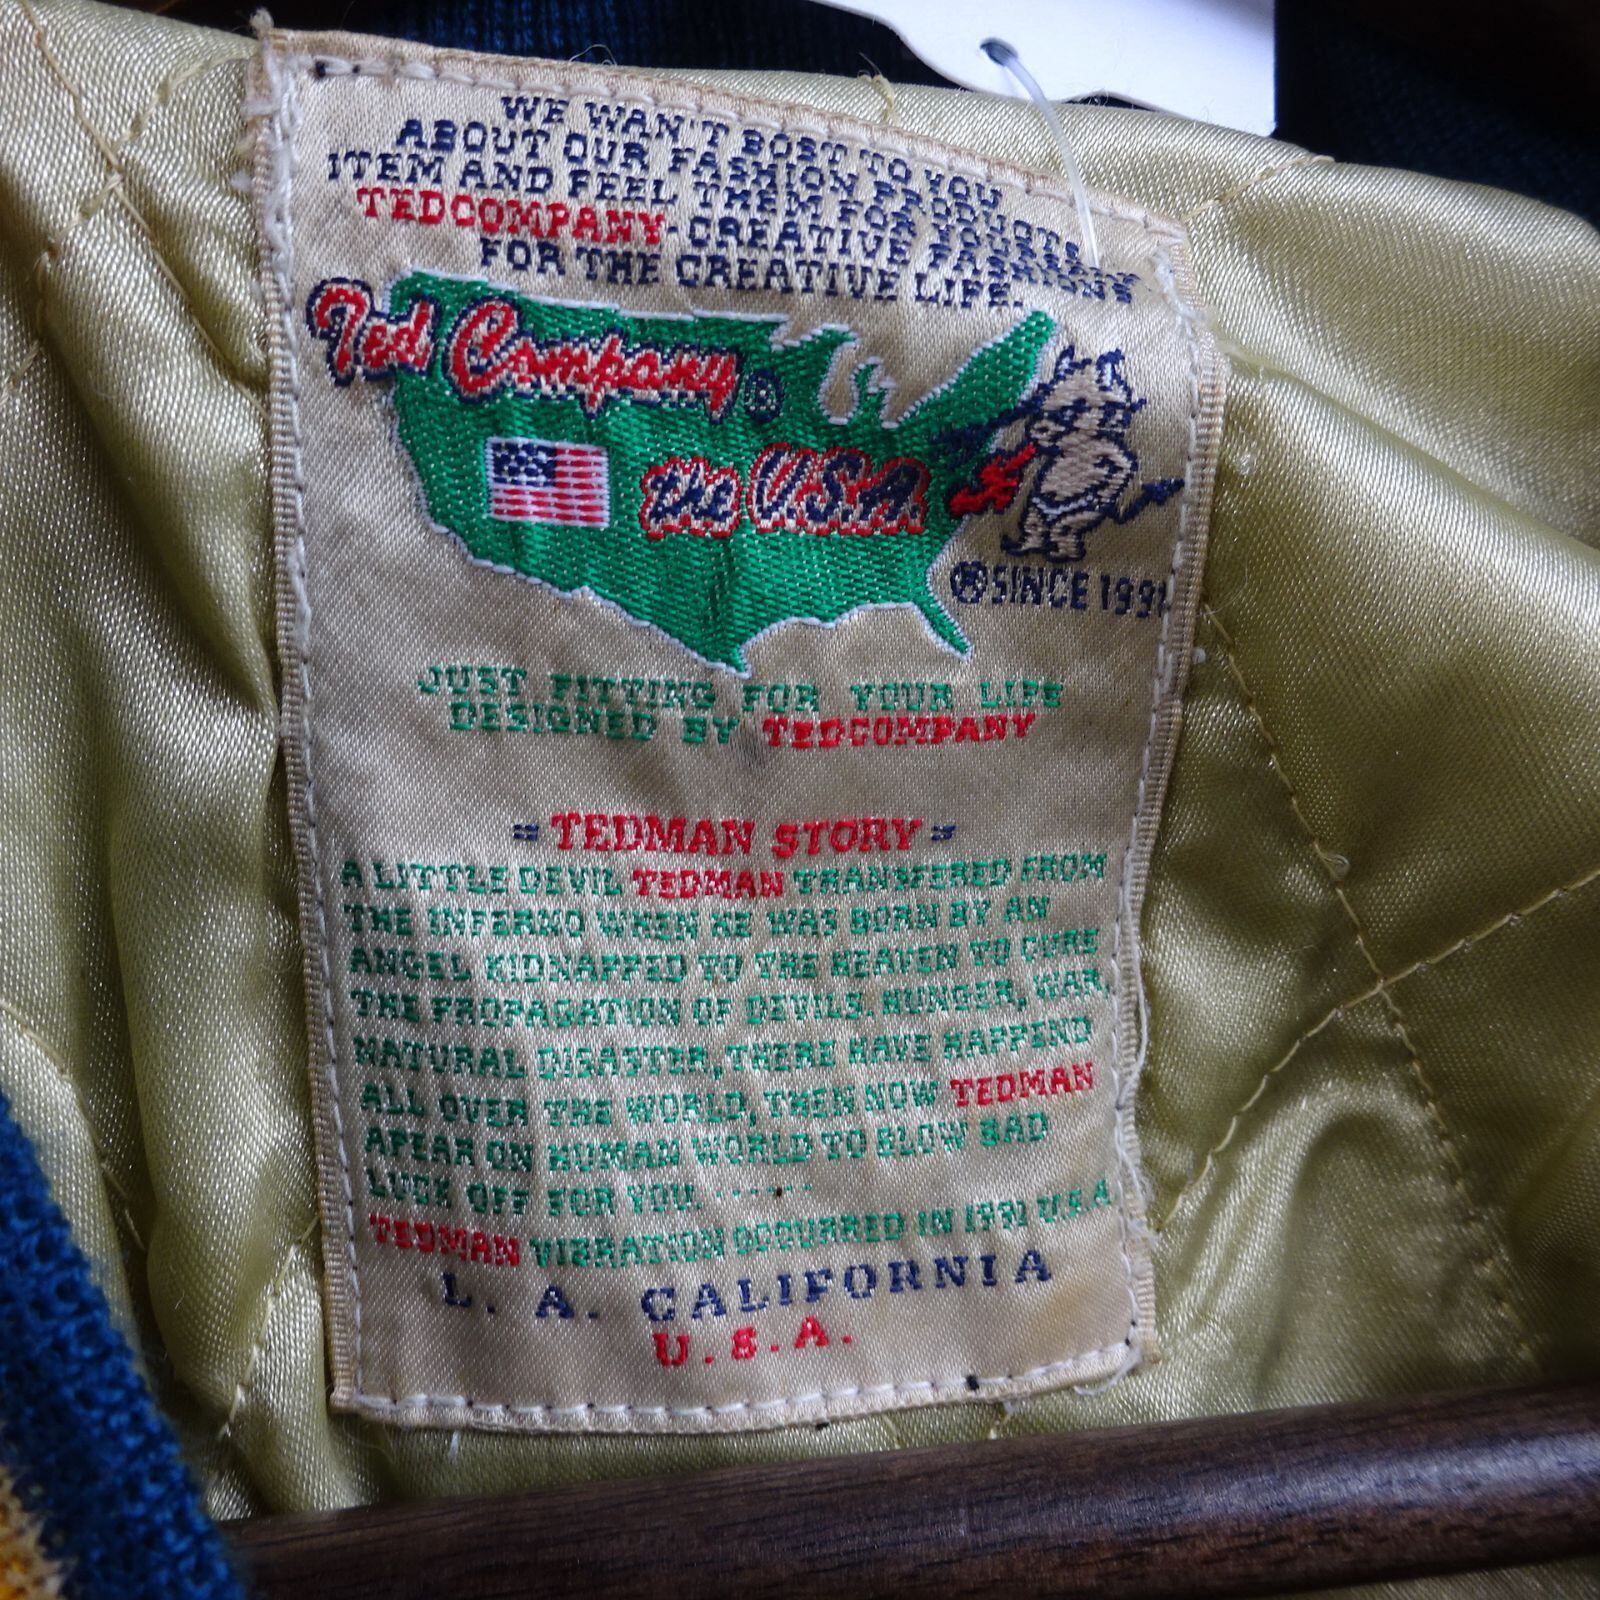 WE WAN'T BOST TO YOU
ABOUT OUR FASHION PRODUCTS
ITEM AND FEEL THEM FOR
TEDCOMPANY-CREATIVE FASHIONS
FOR THE CREATIVE LIFE.
Ted Company ®
the U.S.A.
® SINCE 1991
JUST FITTING FOR YOUR LIFE
DESIGNED BY TEDCOMPANY
= TEDMAN STORY =
A LITTLE DEVIL TEDMAN TRANSFERED FROM
THE INFERNO WHEN HE WAS BORN BY AN
ANGEL KIDNAPPED TO THE HEAVEN TO CURE
THE PROPAGATION OF DEVILS. HUNGER, WAR,
NATURAL DISASTER, THERE HAVE HAPPEND
ALL OVER THE WORLD, THEN NOW TEDMAN
APEAR ON HUMAN WORLD TO BLOW BAD
LUCK OFF FOR YOU. ······
TEDMAN VIBRATION OCCURRED IN 1991 U.S.A
L. A. CALIFORNIA
U.S.A.